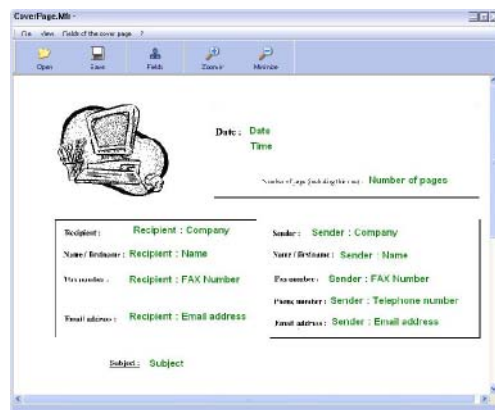 CoverPage.Mfr -
File View Fields of the cover page ?
Open Save Fields Zoom in Minimize
Date : Date
Time
Number of pages
Recipient : Recipient : Company
Sender : Sender : Company
Name / Firstname : Recipient : Name
Name / Firstname : Sender : Name
Fax number : Recipient : FAX Number
Fax number : Sender : FAX Number
Phone number : Sender : Telephone number
Email address : Recipient : Email address
Email address : Sender : Email address
Subject : Subject